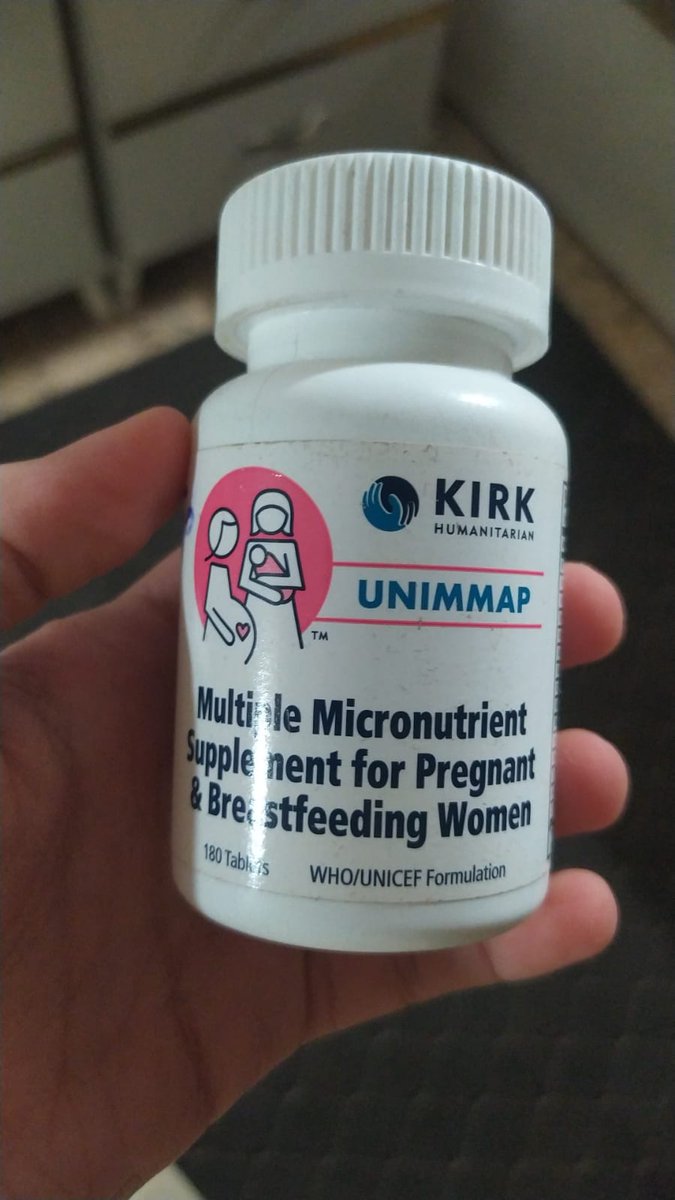 KIRK
HUMANITARIAN
UNIMMAP
TM
Multiple Micronutrient
Supplement for Pregnant
& Breastfeeding Women
180 Tablets WHO/UNICEF Formulation